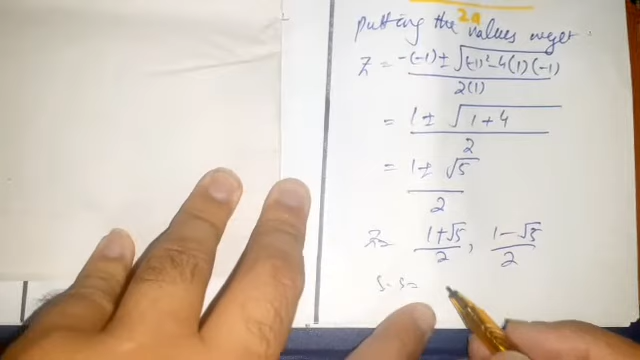 2a
putting the values we get :
Z = -(-1) ± √(-1)² - 4(1)(-1) / 2(1)
= 1 ± √1 + 4 / 2
= 1 ± √5 / 2
Z = 1+√5 / 2 , 1-√5 / 2
S.S =